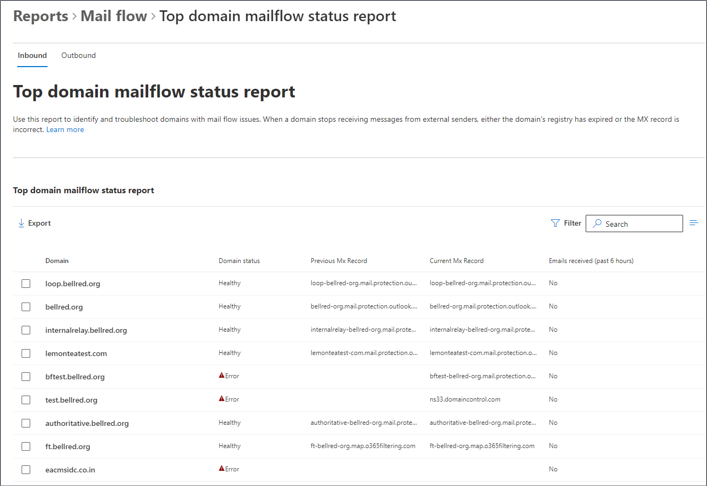 Reports > Mail flow > Top domain mailflow status report
Inbound Outbound
Top domain mailflow status report
Use this report to identify and troubleshoot domains with mail flow issues. When a domain stops receiving messages from external senders, either the domain's registry has expired or the MX record is
incorrect. Learn more
Top domain mailflow status report
Export Filter Search
Domain Domain status Previous Mx Record Current Mx Record Emails received (past 6 hours)
loop.bellred.org Healthy loop-bellred-org.mail.protection.ou... loop-bellred-org.mail.protection.ou... No
bellred.org Healthy bellred-org.mail.protection.outlook.... bellred-org.mail.protection.outlook.... No
internalrelay.bellred.org Healthy internalrelay-bellred-org.mail.prote... internalrelay-bellred-org.mail.prote... No
lemonteatest.com Healthy lemonteatest-com.mail.protection.o... lemonteatest-com.mail.protection.o... No
bftest.bellred.org Error bftest-bellred-org.mail.protection.o... No
test.bellred.org Error ns33.domaincontrol.com No
authoritative.bellred.org Healthy authoritative-bellred-org.mail.prote... authoritative-bellred-org.mail.prote... No
ft.bellred.org Healthy ft-bellred-org.map.o365filtering.com ft-bellred-org.map.o365filtering.com No
eacmsidc.co.in Error No